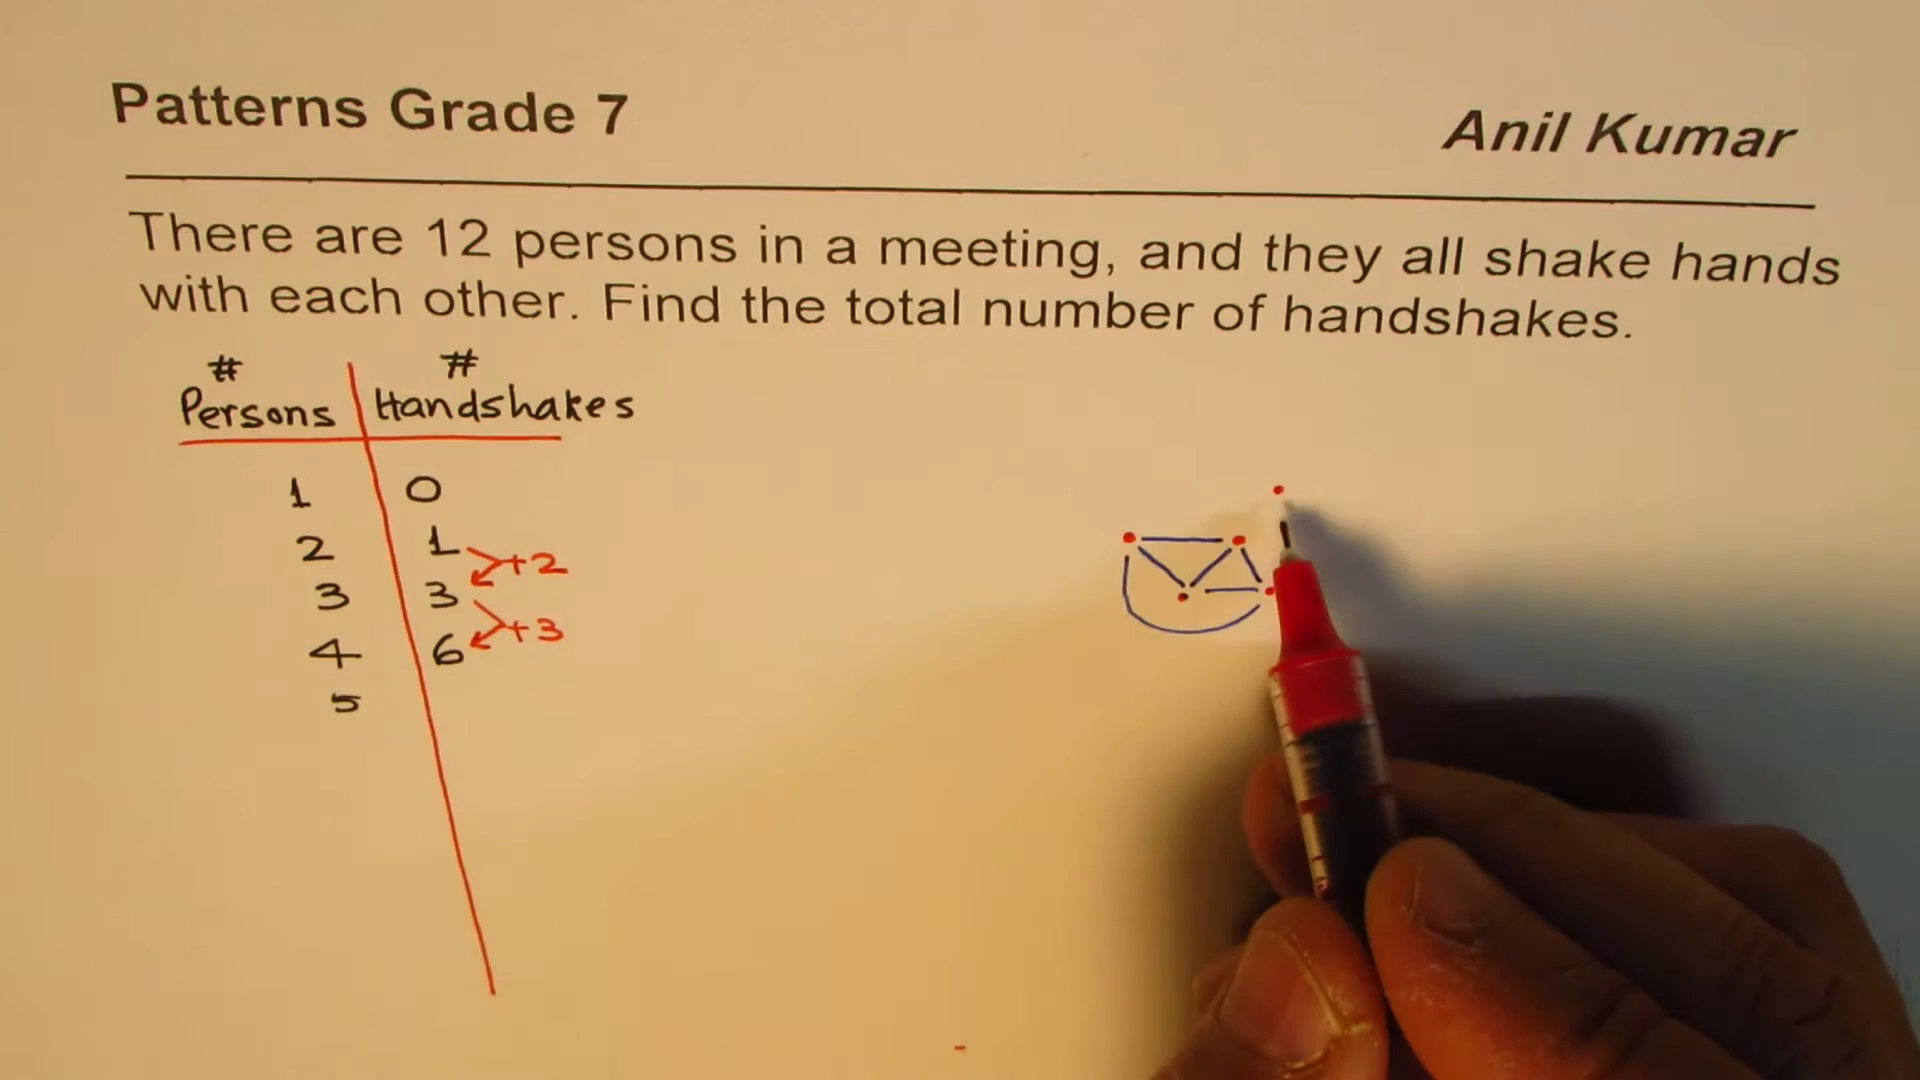 Patterns Grade 7
Anil Kumar
There are 12 persons in a meeting, and they all shake hands
with each other. Find the total number of handshakes.
# #
Persons Handshakes
1 0
2 1
+2
3 3
+3
4 6
5